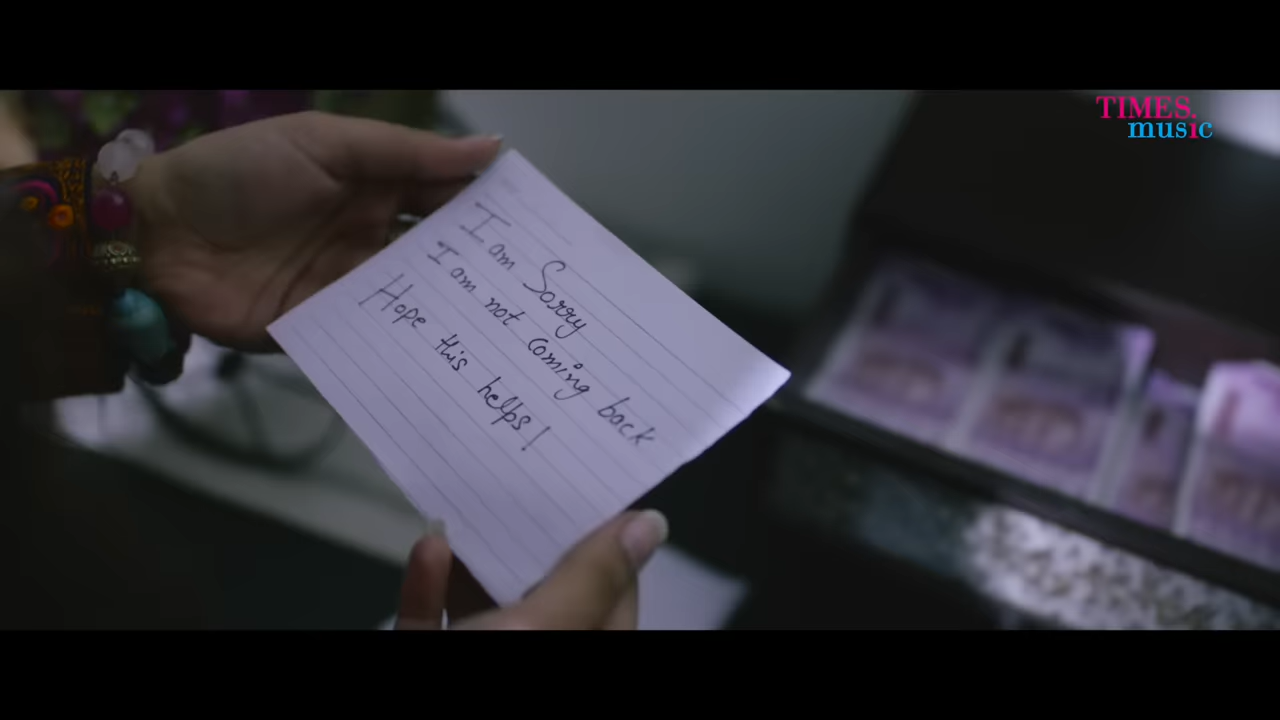 TIMES.
music
I am Sorry
I am not coming back
Hope this helps!